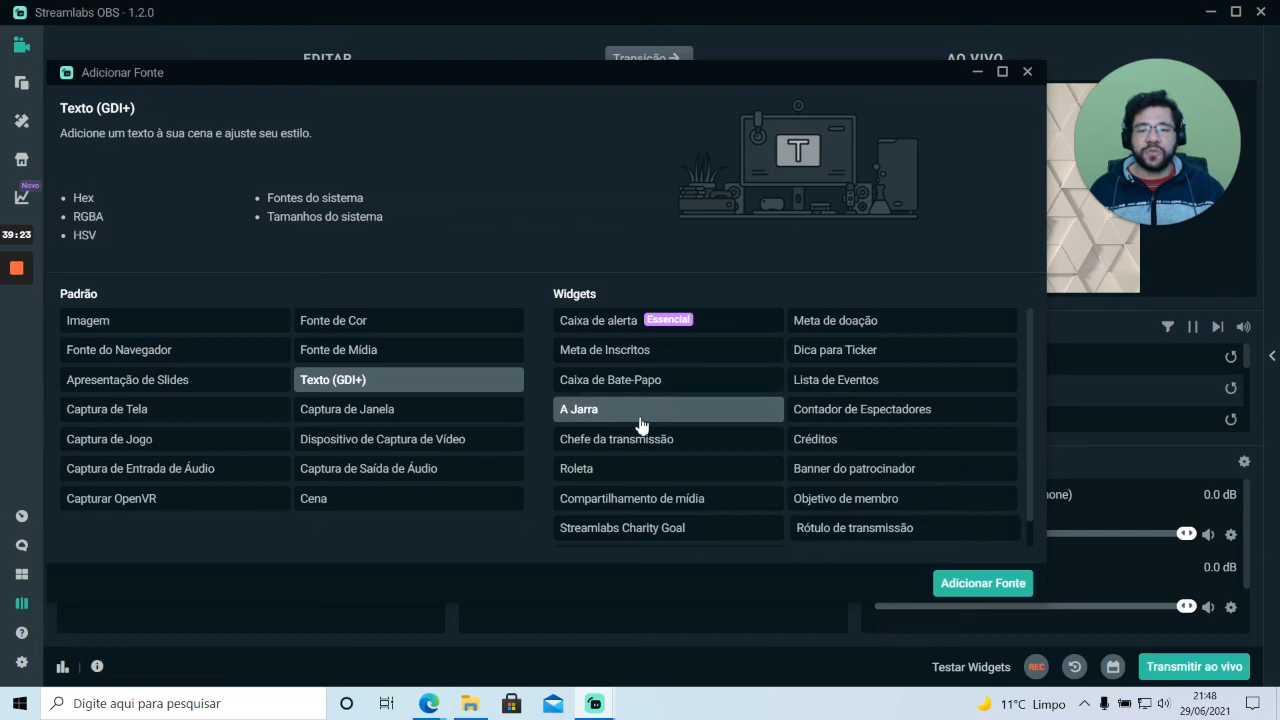 Streamlabs OBS - 1.2.0
EDITAR
Transição
AO VIVO
Adicionar Fonte
Texto (GDI+)
Adicione um texto à sua cena e ajuste seu estilo.
T
Hex
Fontes do sistema
RGBA
Tamanhos do sistema
HSV
Novo
39:23
Padrão
Widgets
Imagem
Fonte de Cor
Caixa de alerta Essencial
Meta de doação
Fonte do Navegador
Fonte de Mídia
Meta de Inscritos
Dica para Ticker
Apresentação de Slides
Texto (GDI+)
Caixa de Bate-Papo
Lista de Eventos
Captura de Tela
Captura de Janela
A Jarra
Contador de Espectadores
Captura de Jogo
Dispositivo de Captura de Vídeo
Chefe da transmissão
Créditos
Captura de Entrada de Áudio
Captura de Saída de Áudio
Roleta
Banner do patrocinador
Capturar OpenVR
Cena
Compartilhamento de mídia
Objetivo de membro
Streamlabs Charity Goal
Rótulo de transmissão
one)
0.0 dB
0.0 dB
Adicionar Fonte
Testar Widgets
REC
Transmitir ao vivo
Digite aqui para pesquisar
11°C Limpo
21:48
29/06/2021